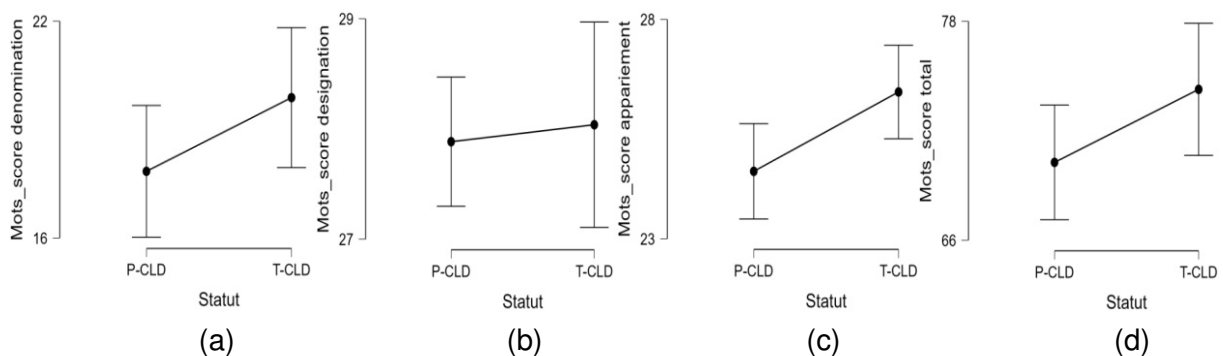 22
Mots_score denomination
16
P-CLD T-CLD
Statut
(a)
29
Mots_score designation
27
P-CLD T-CLD
Statut
(b)
28
Mots_score appariement
23
P-CLD T-CLD
Statut
(c)
78
Mots_score total
66
P-CLD T-CLD
Statut
(d)